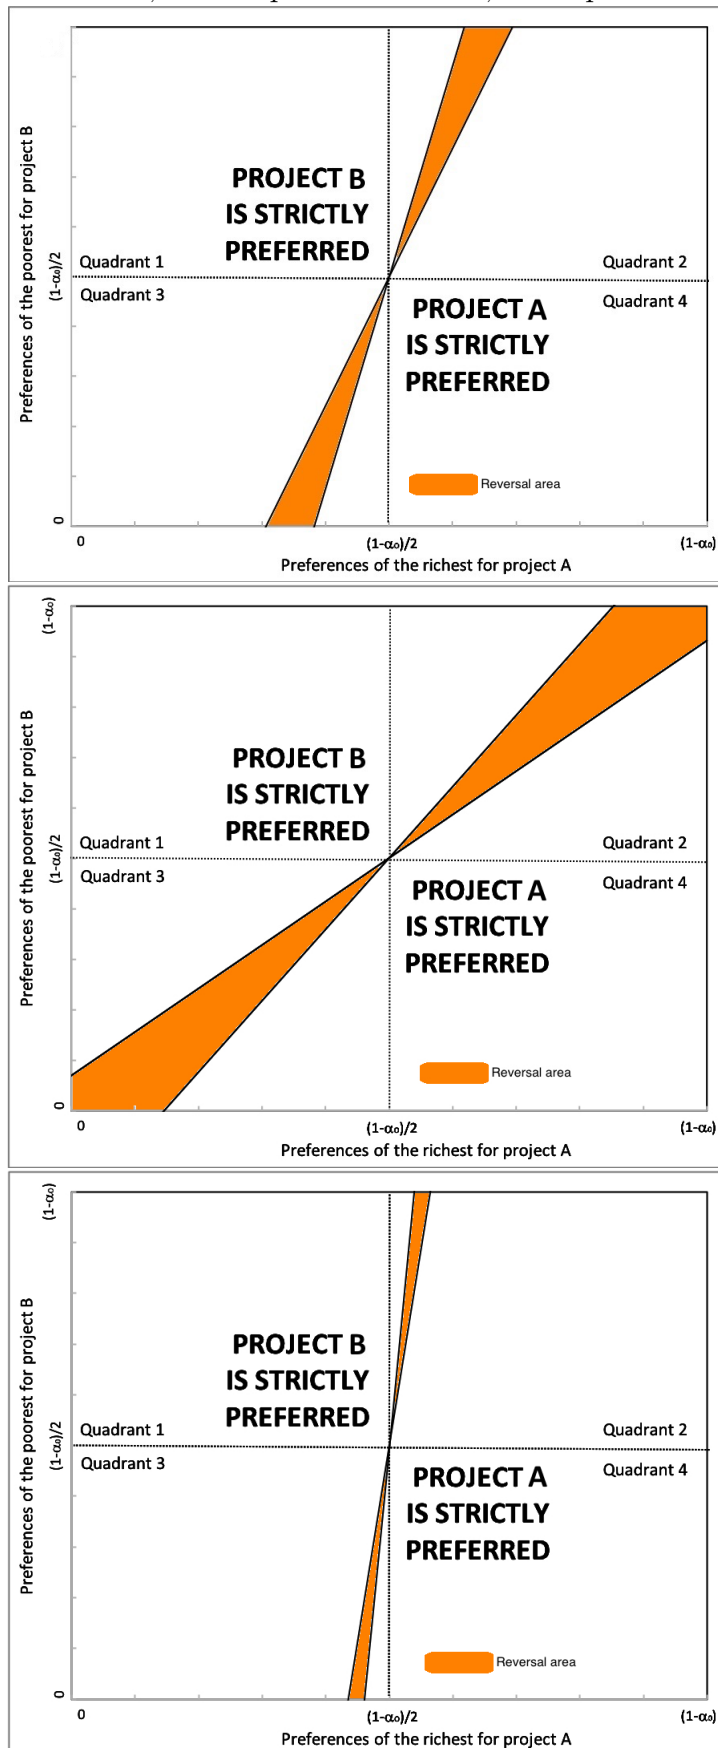 Preferences of the poorest for project B
(1-α₀)/2
0
PROJECT B
IS STRICTLY
PREFERRED
Quadrant 1
Quadrant 2
Quadrant 3
Quadrant 4
PROJECT A
IS STRICTLY
PREFERRED
Reversal area
0
(1-α₀)/2
(1-α₀)
Preferences of the richest for project A
(1-α₀)
Preferences of the poorest for project B
(1-α₀)/2
0
PROJECT B
IS STRICTLY
PREFERRED
Quadrant 1
Quadrant 2
Quadrant 3
Quadrant 4
PROJECT A
IS STRICTLY
PREFERRED
Reversal area
0
(1-α₀)/2
(1-α₀)
Preferences of the richest for project A
(1-α₀)
Preferences of the poorest for project B
(1-α₀)/2
0
PROJECT B
IS STRICTLY
PREFERRED
Quadrant 1
Quadrant 2
Quadrant 3
Quadrant 4
PROJECT A
IS STRICTLY
PREFERRED
Reversal area
0
(1-α₀)/2
(1-α₀)
Preferences of the richest for project A